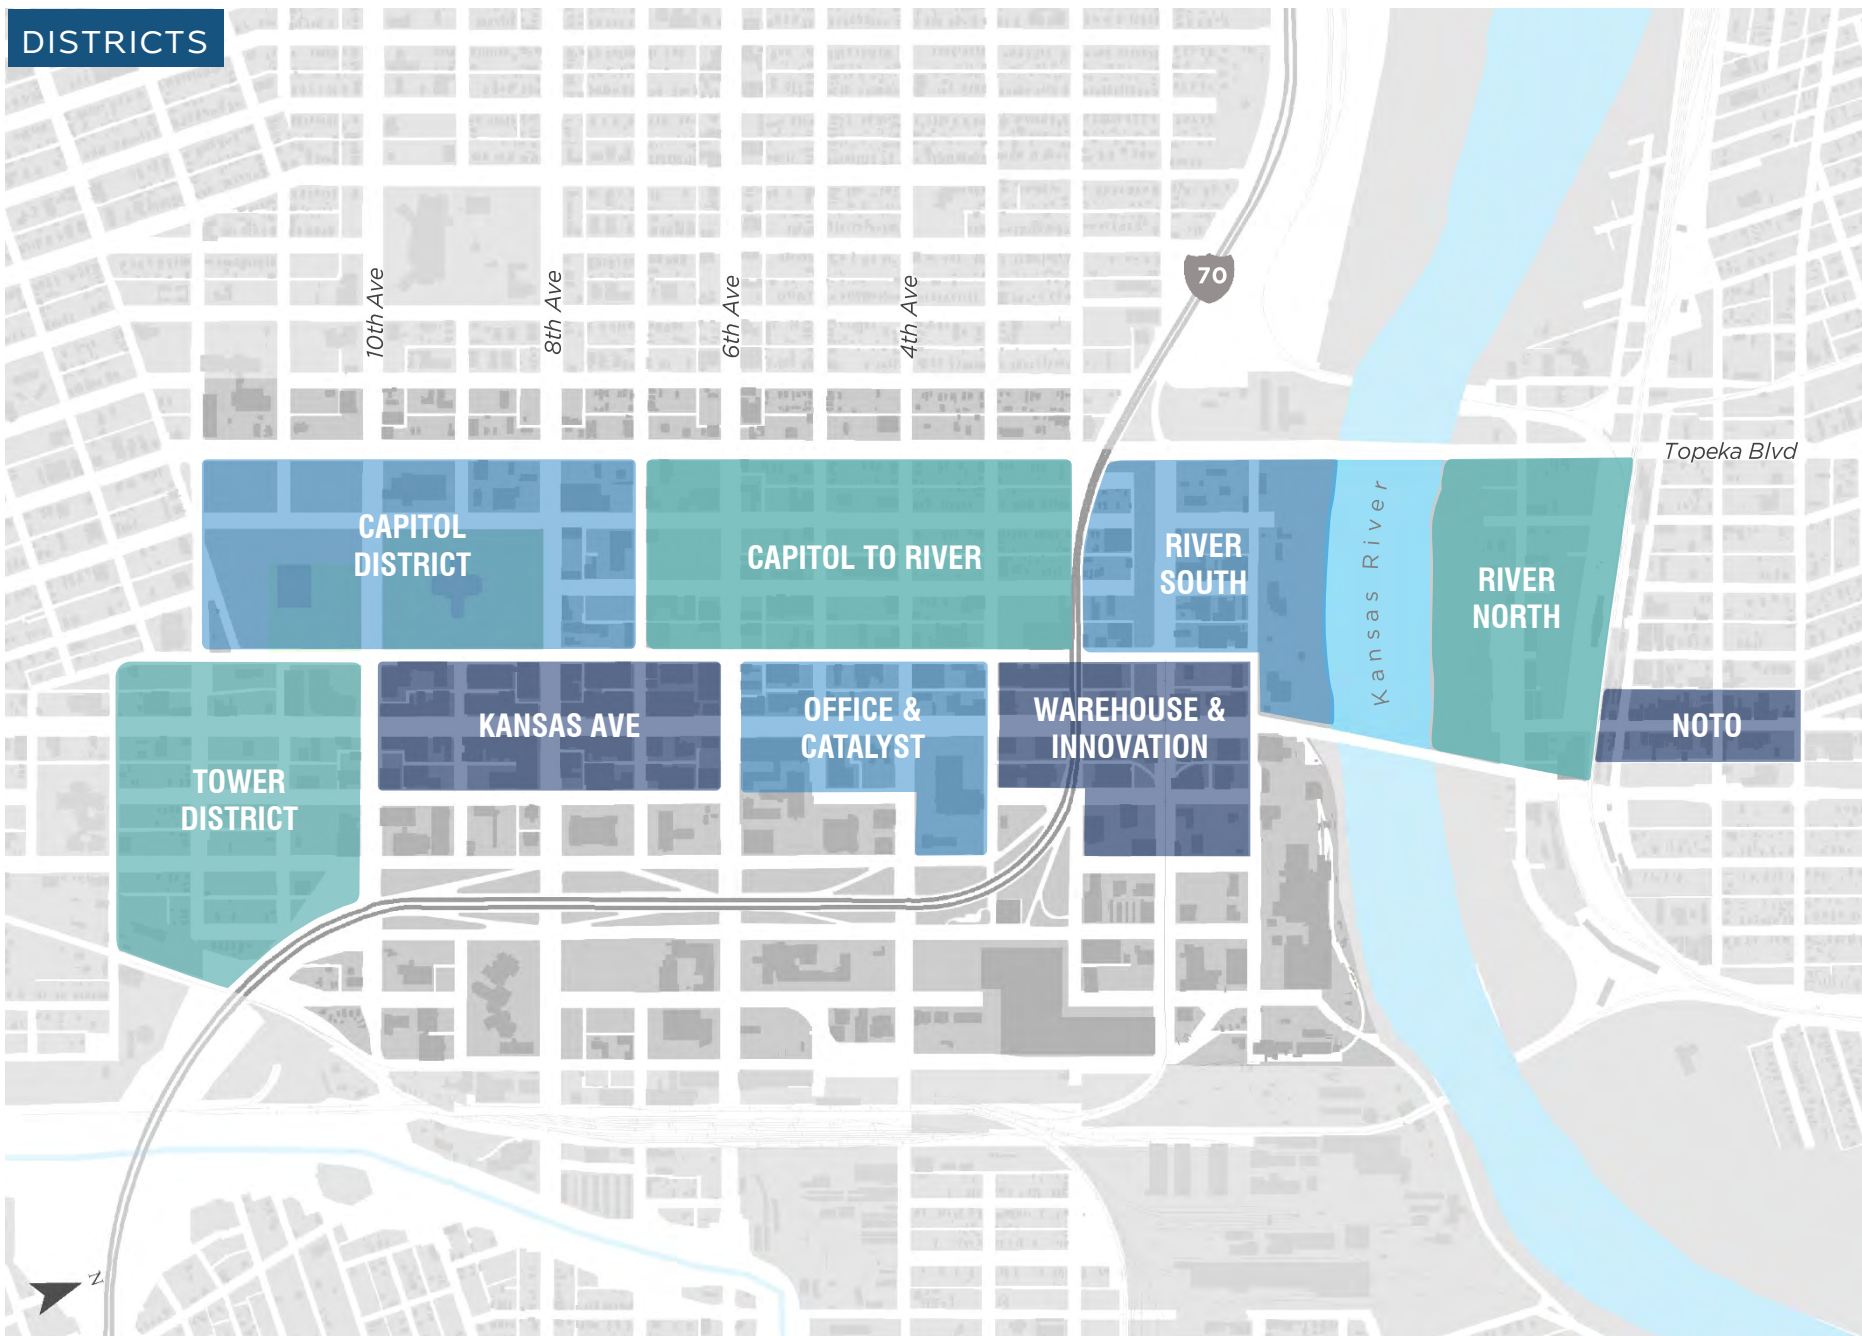 DISTRICTS
10th Ave
8th Ave
6th Ave
4th Ave
70
Topeka Blvd
CAPITOL
DISTRICT
CAPITOL TO RIVER
RIVER
SOUTH
Kansas River
RIVER
NORTH
TOWER
DISTRICT
KANSAS AVE
OFFICE &
CATALYST
WAREHOUSE &
INNOVATION
NOTO
N